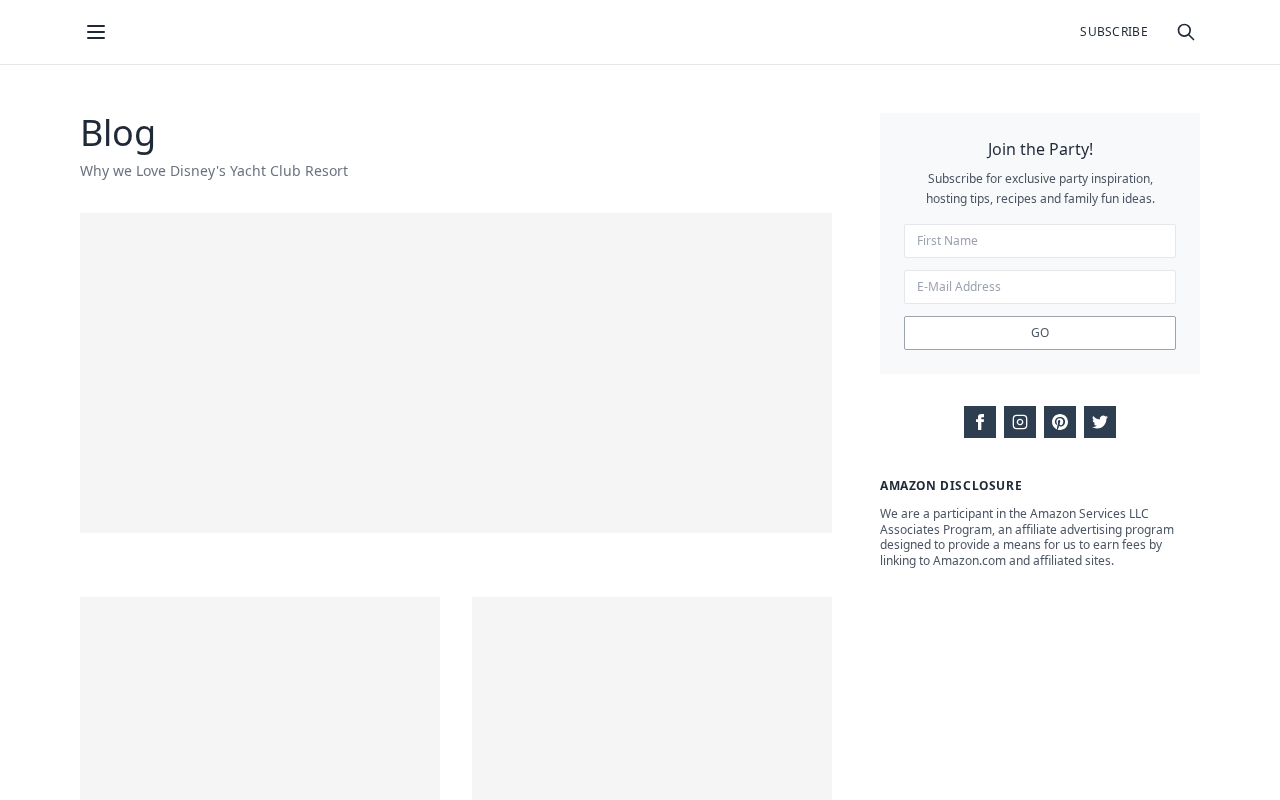 SUBSCRIBE
Blog
Why we Love Disney's Yacht Club Resort
Join the Party!
Subscribe for exclusive party inspiration,
hosting tips, recipes and family fun ideas.
First Name
E-Mail Address
GO
AMAZON DISCLOSURE
We are a participant in the Amazon Services LLC
Associates Program, an affiliate advertising program
designed to provide a means for us to earn fees by
linking to Amazon.com and affiliated sites.